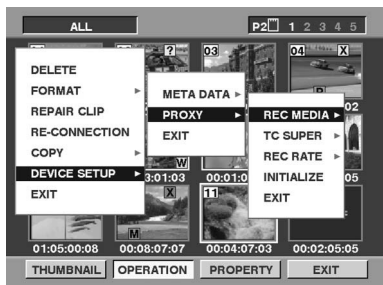 ALL P2 1 2 3 4 5
03 04 X
?
DELETE
FORMAT
REPAIR CLIP
RE-CONNECTION
COPY
DEVICE SETUP
EXIT
META DATA
PROXY
EXIT
REC MEDIA
TC SUPER
REC RATE
INITIALIZE
EXIT
02
W
3:01:03 00:01:0 05
X 11
M
01:05:00:08 00:08:07:07 00:04:07:03 00:02:05:05
THUMBNAIL OPERATION PROPERTY EXIT